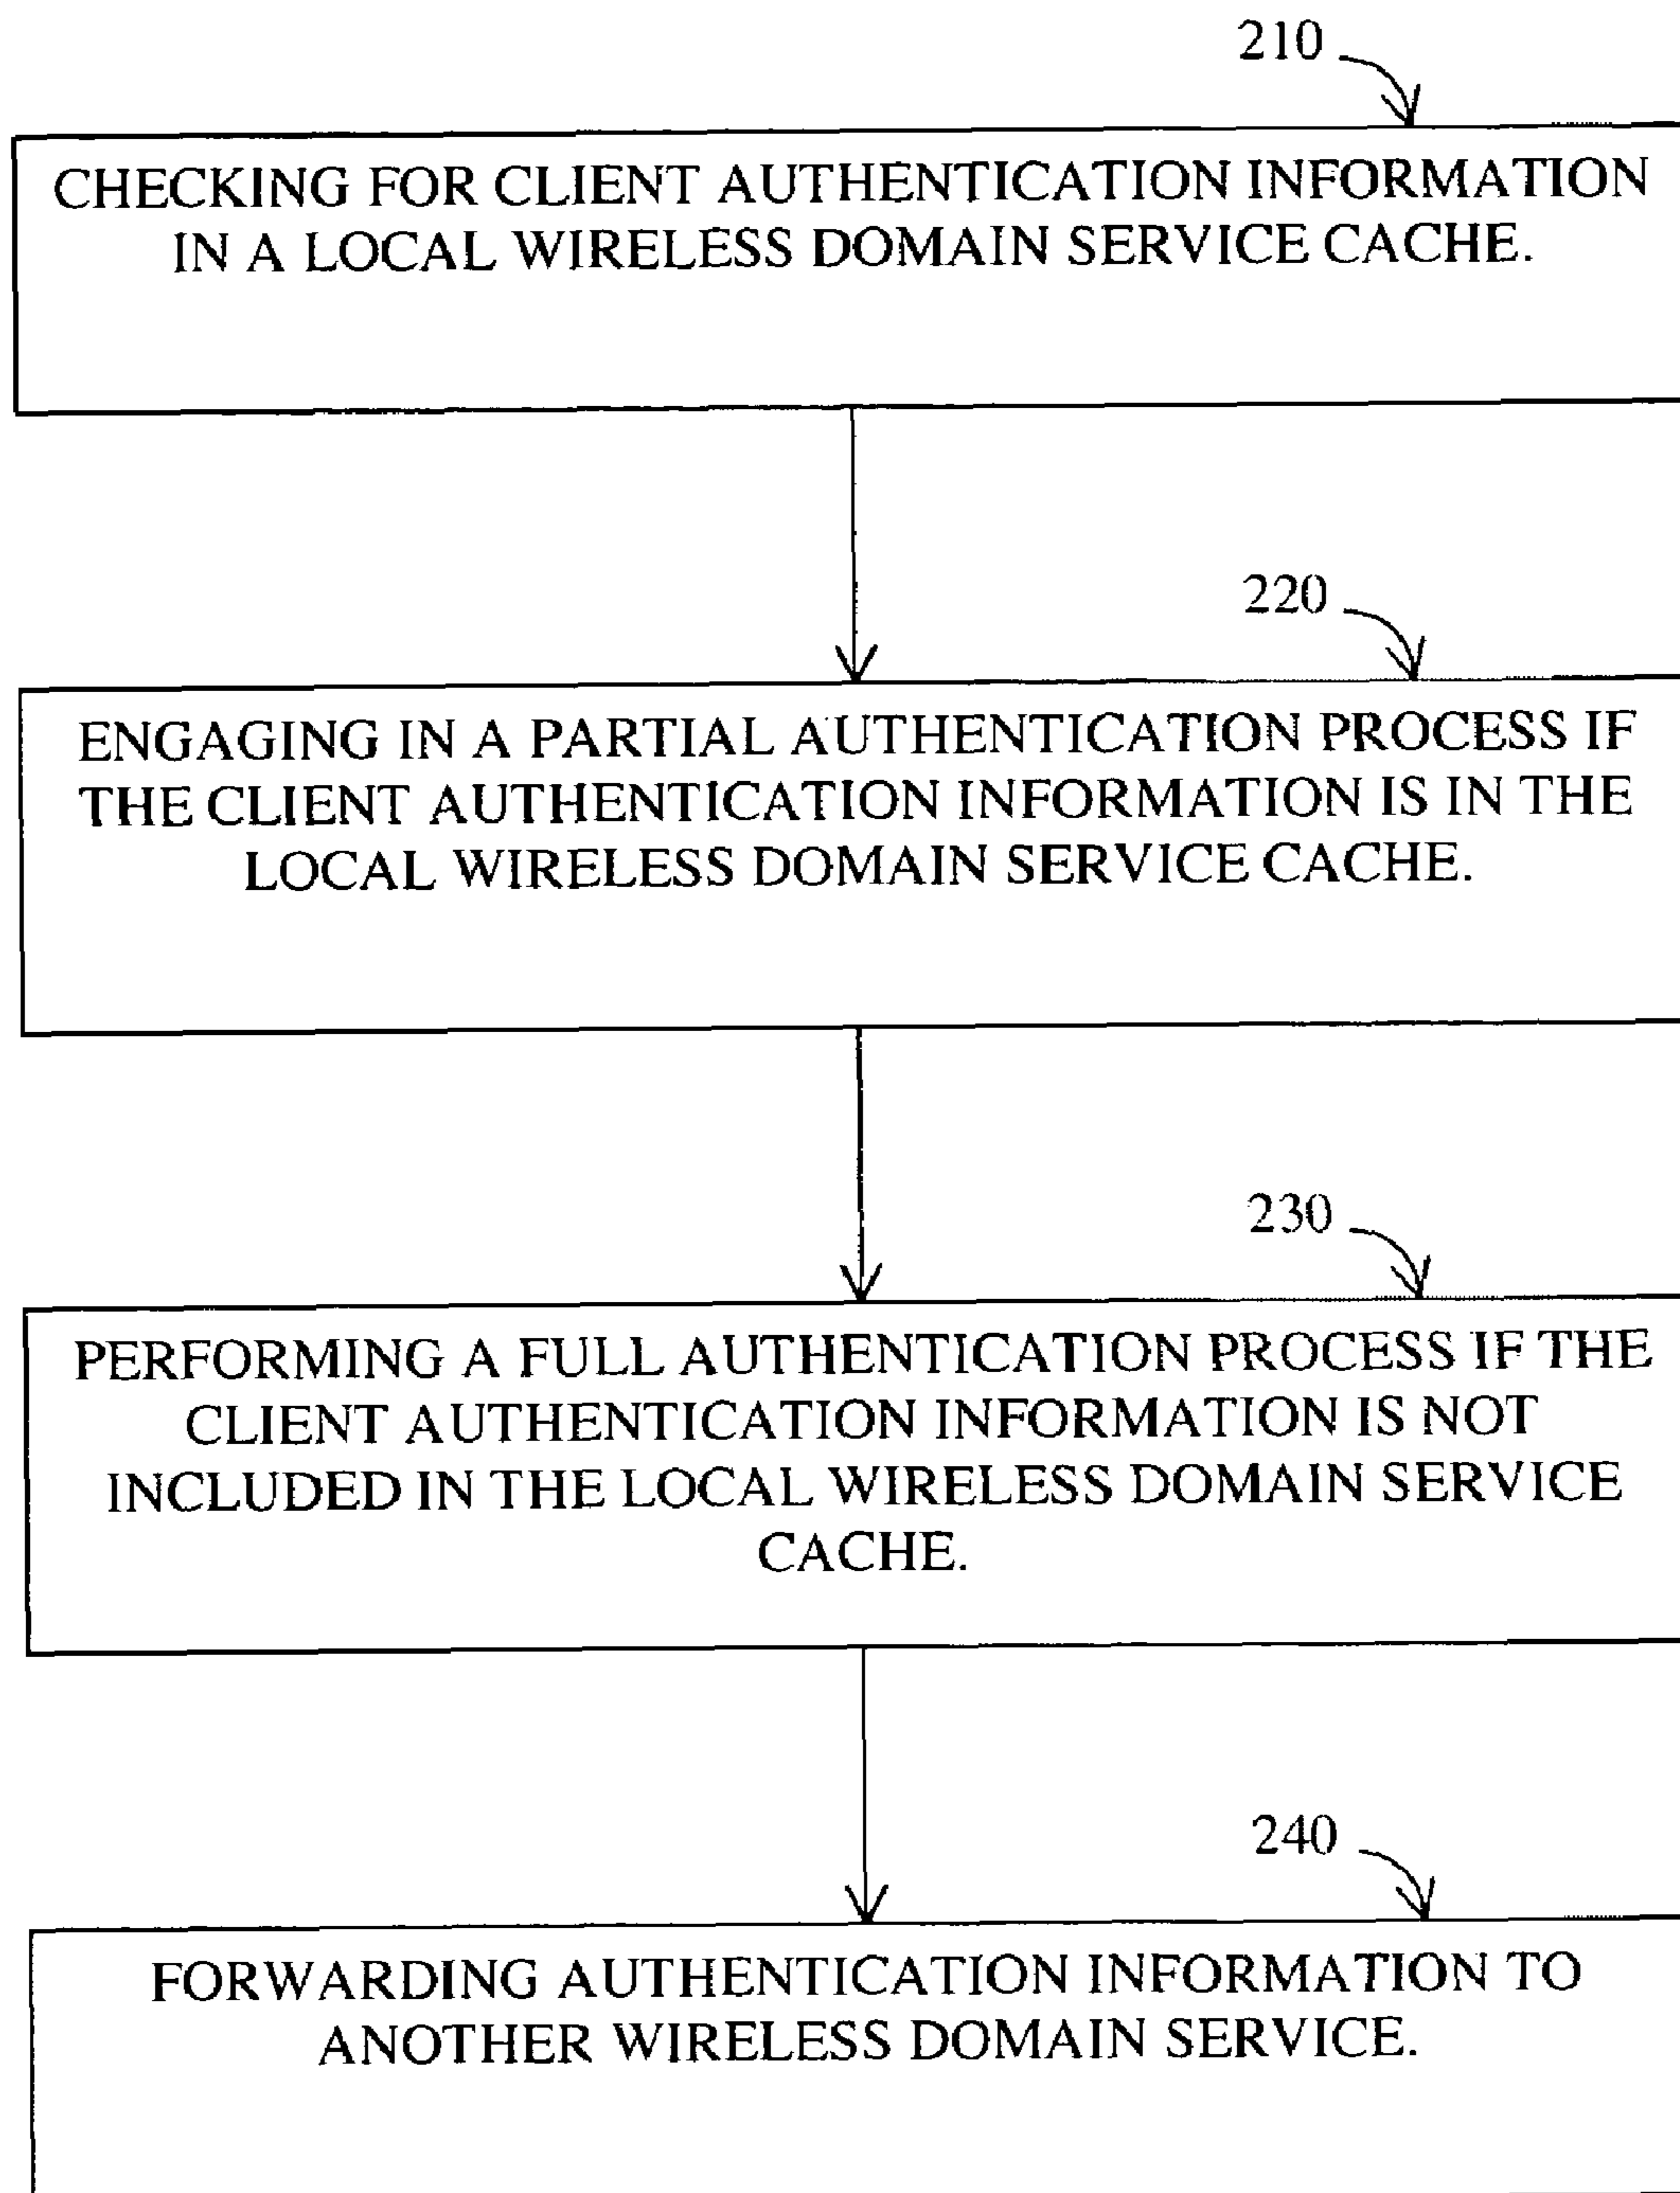 210
CHECKING FOR CLIENT AUTHENTICATION INFORMATION
IN A LOCAL WIRELESS DOMAIN SERVICE CACHE.
220
ENGAGING IN A PARTIAL AUTHENTICATION PROCESS IF
THE CLIENT AUTHENTICATION INFORMATION IS IN THE
LOCAL WIRELESS DOMAIN SERVICE CACHE.
230
PERFORMING A FULL AUTHENTICATION PROCESS IF THE
CLIENT AUTHENTICATION INFORMATION IS NOT
INCLUDED IN THE LOCAL WIRELESS DOMAIN SERVICE
CACHE.
240
FORWARDING AUTHENTICATION INFORMATION TO
ANOTHER WIRELESS DOMAIN SERVICE.